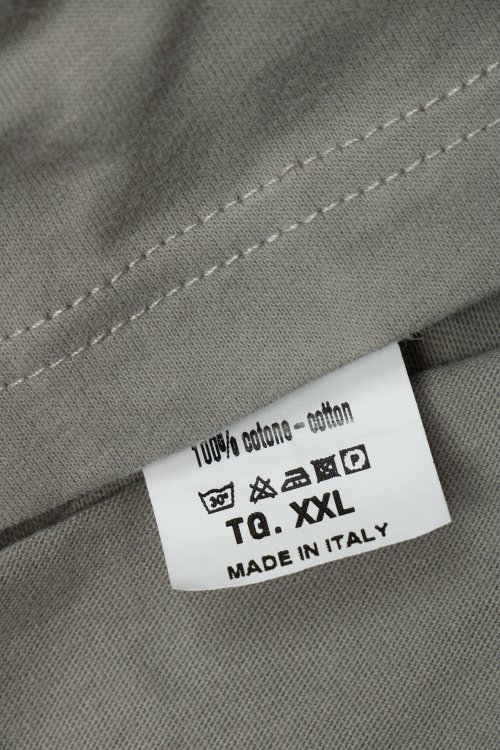 100% cotone - cotton
30° P
TG. XXL
MADE IN ITALY